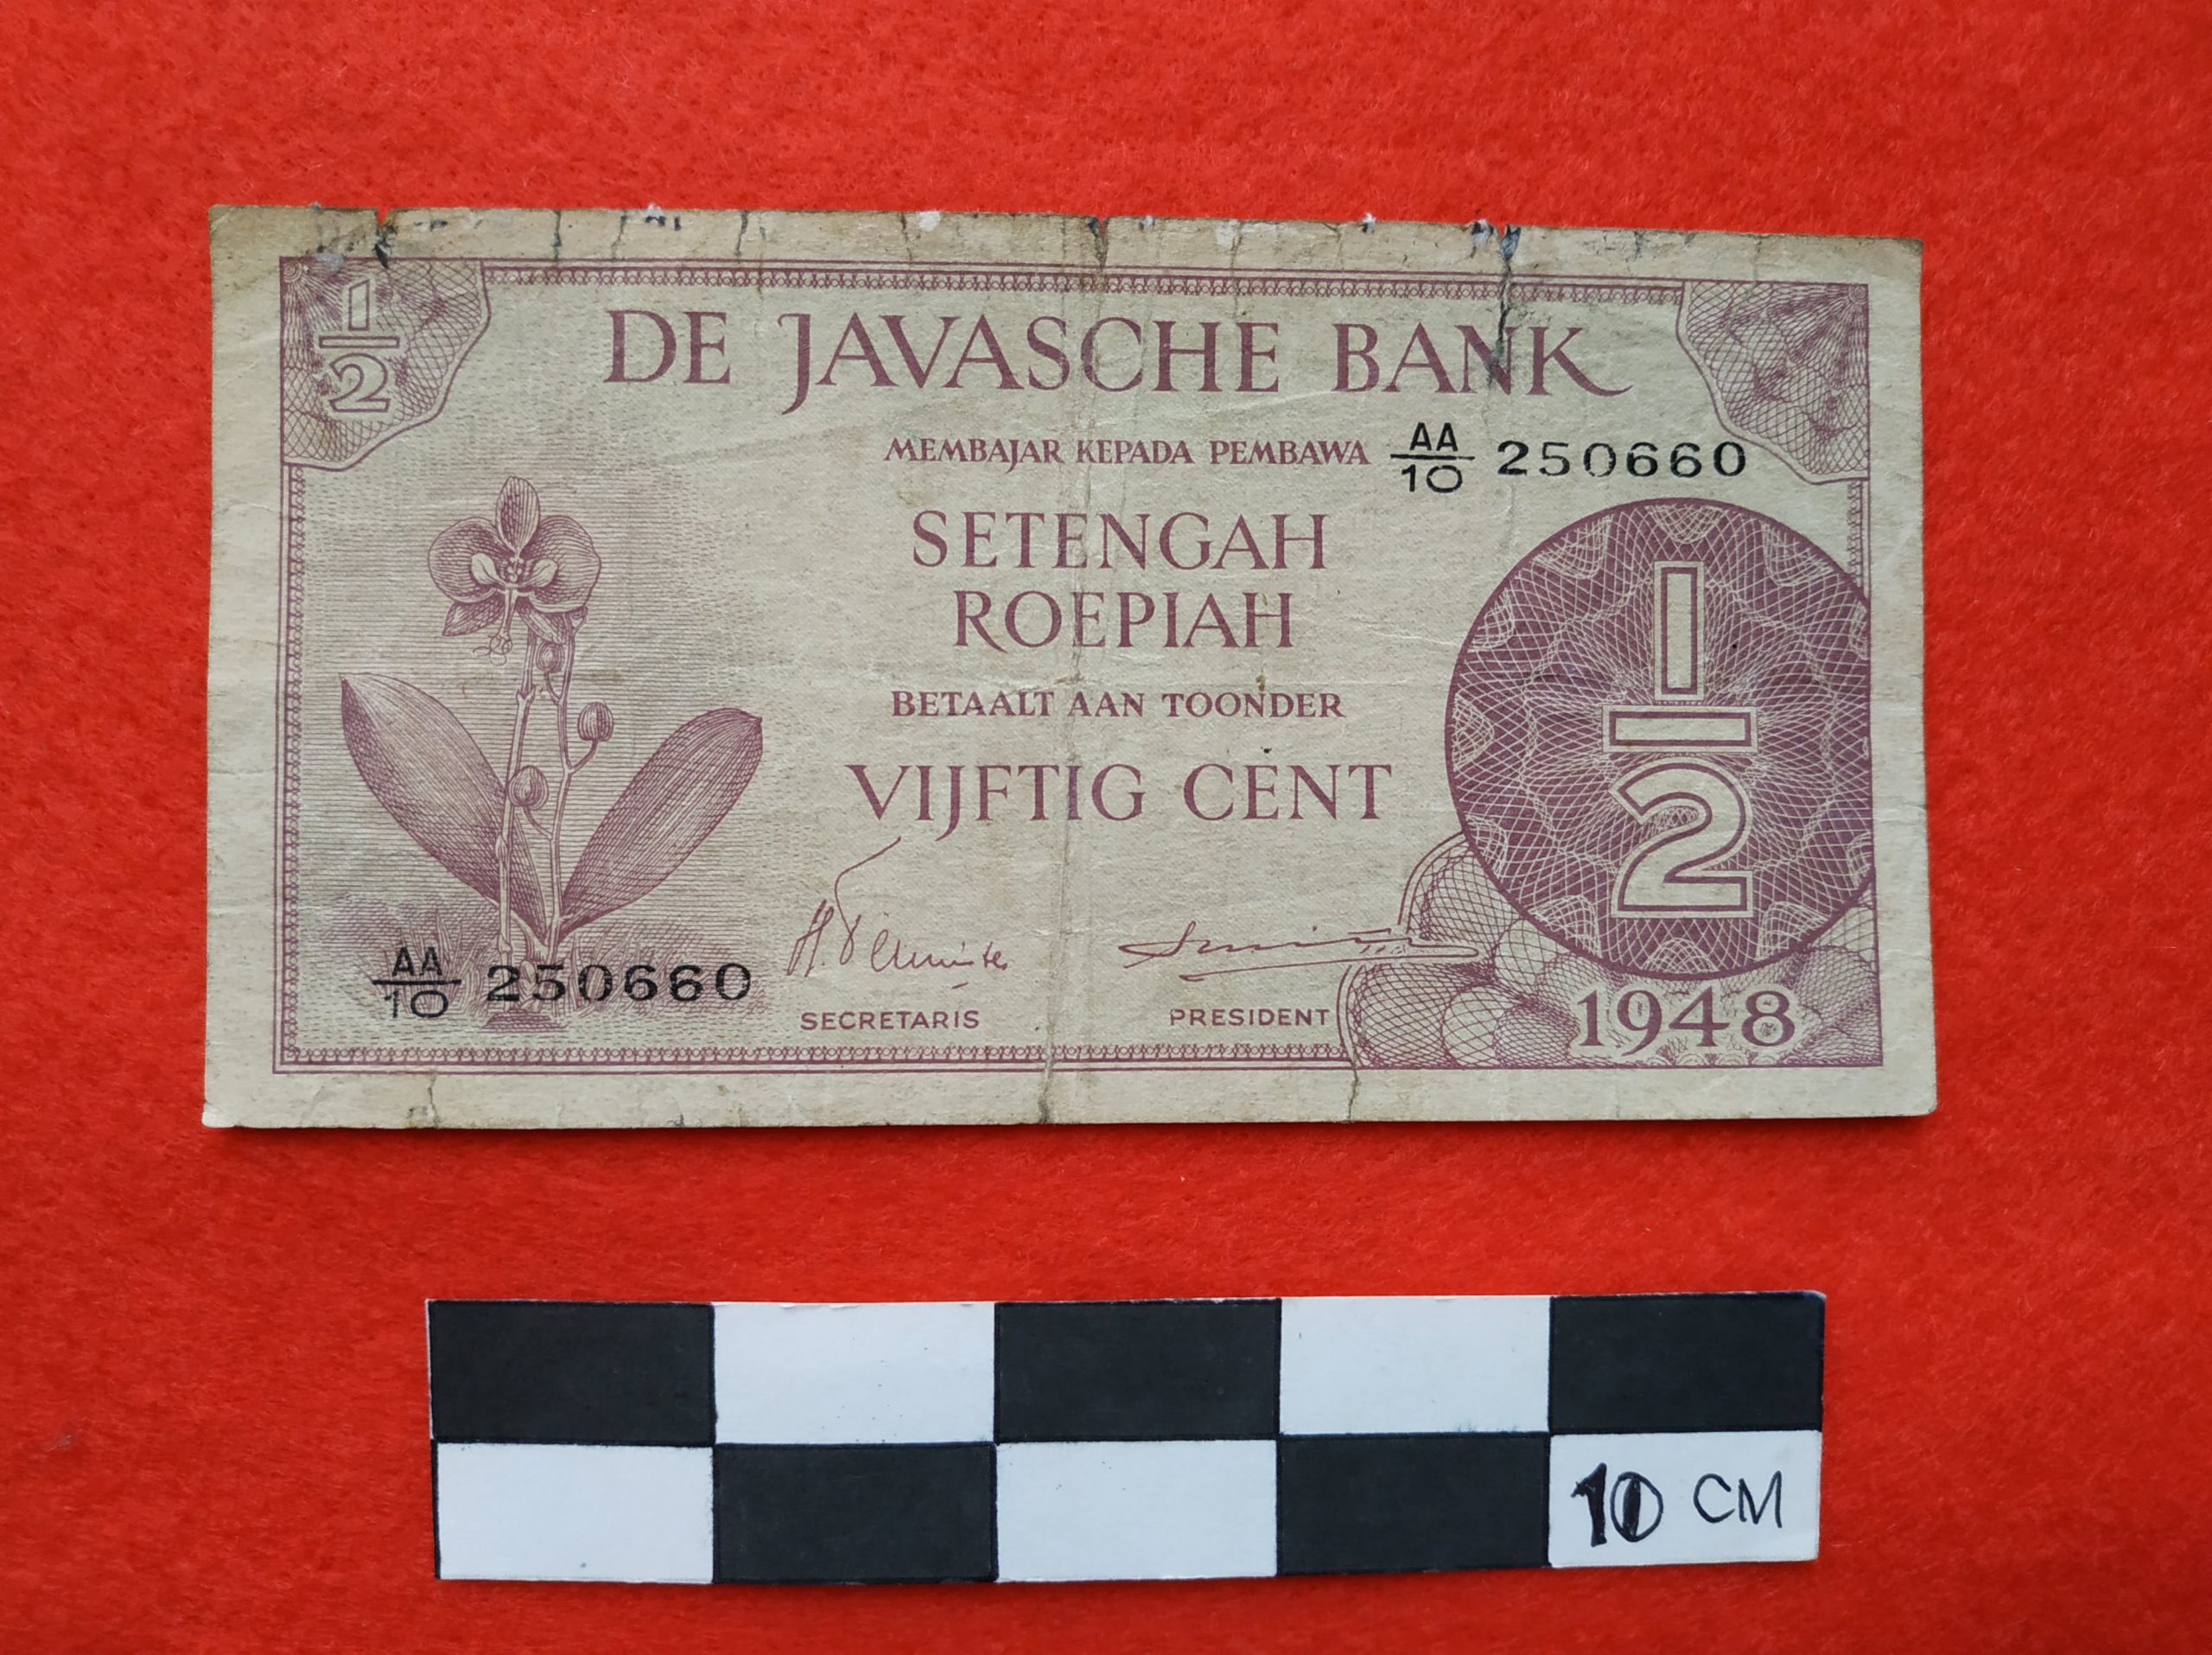 1/2
DE JAVASCHE BANK
MEMBAJAR KEPADA PEMBAWA AA/10 250660
SETENGAH
ROEPIAH
BETAALT AAN TOONDER
VIJFTIG CENT
1/2
AA/10 250660
SECRETARIS
PRESIDENT
1948
10 CM